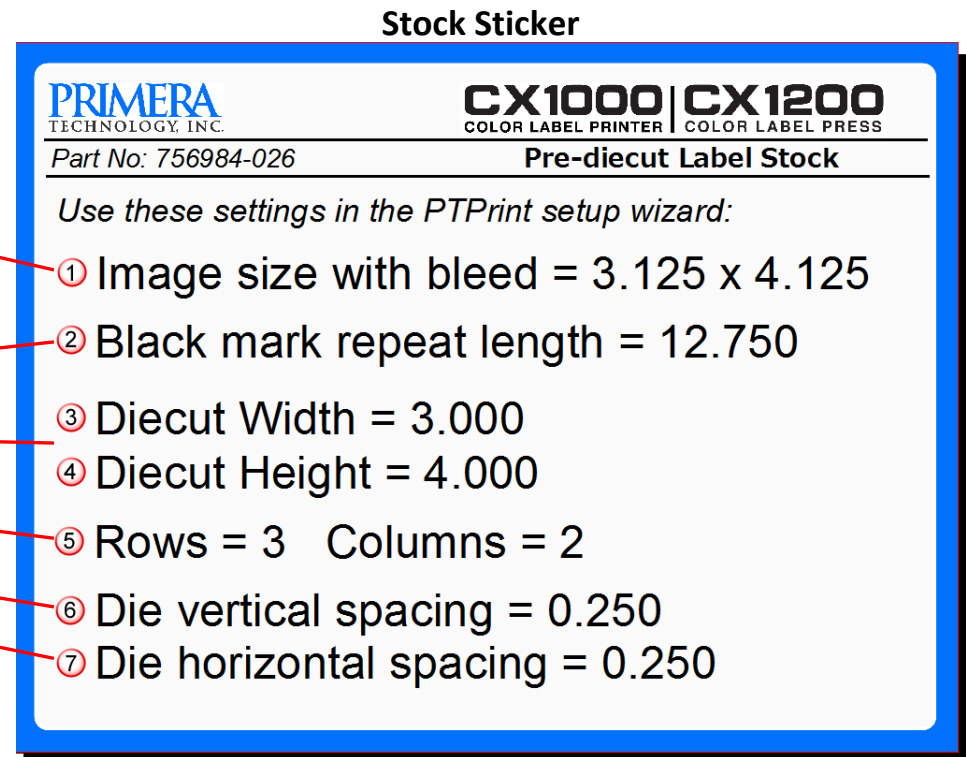 Stock Sticker
PRIMERA CX1000 | CX1200
TECHNOLOGY, INC. COLOR LABEL PRINTER COLOR LABEL PRESS
Part No: 756984-026 Pre-diecut Label Stock
Use these settings in the PTPrint setup wizard:
1 Image size with bleed = 3.125 x 4.125
2 Black mark repeat length = 12.750
3 Diecut Width = 3.000
4 Diecut Height = 4.000
5 Rows = 3 Columns = 2
6 Die vertical spacing = 0.250
7 Die horizontal spacing = 0.250